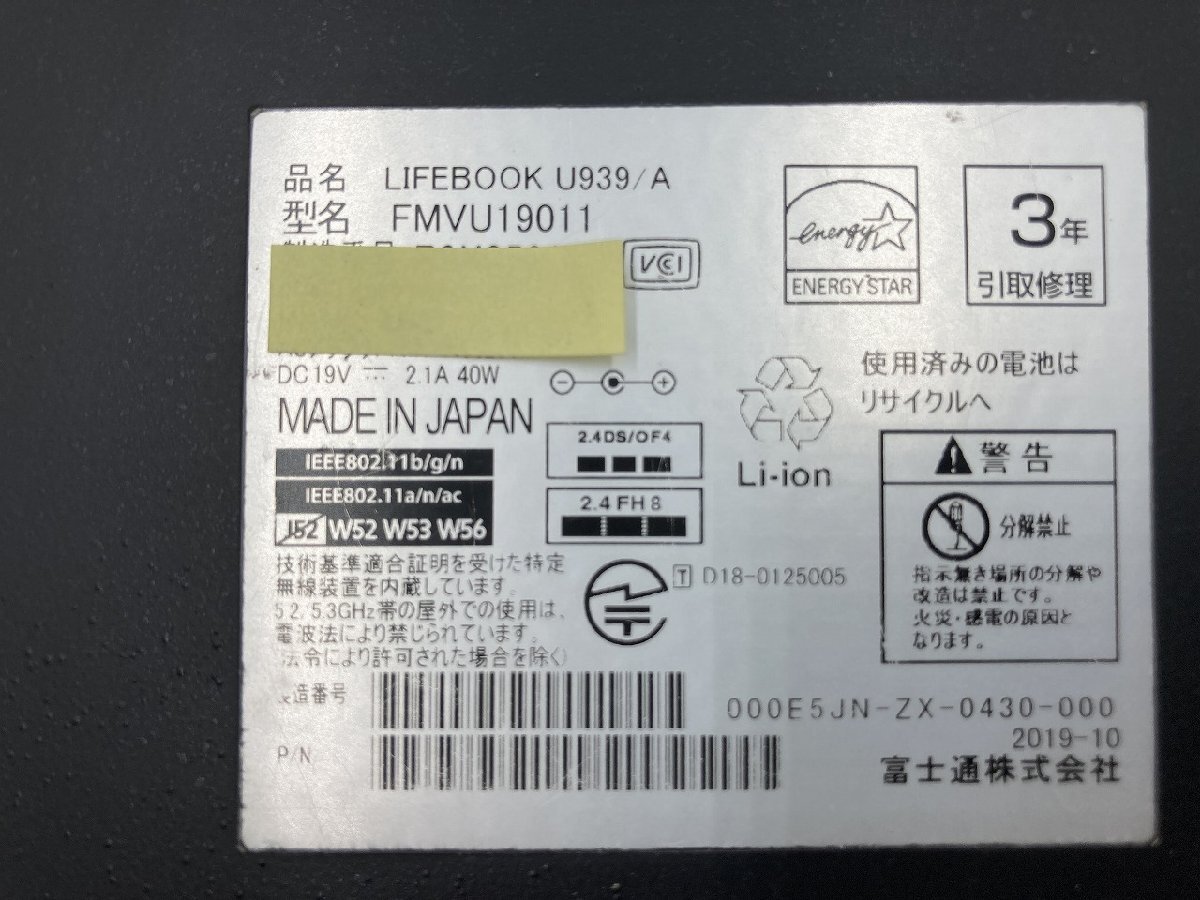 品名 LIFEBOOK U939/A
型名 FMVU19011
VCCI
DC19V 2.1A 40W
MADE IN JAPAN
IEEE802.11b/g/n
IEEE802.11a/n/ac
J52 W52 W53 W56
技術基準適合証明を受けた特定
無線装置を内蔵しています。
5.2, 5.3GHz帯の屋外での使用は、
電波法により禁じられています。
法令により許可された場合を除く)
2.4DS/OF4
2.4FH8
T D18-0125005
energy
ENERGY STAR
3年
引取修理
使用済みの電池は
リサイクルへ
Li-ion
警告
分解禁止
指示無き場所の分解や
改造は禁止です。
火災・感電の原因と
なります。
製造番号
P/N
000E5JN-ZX-0430-000
2019-10
富士通株式会社